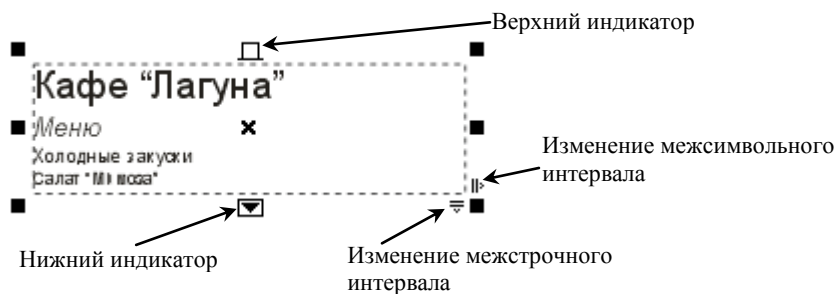 Верхний индикатор
Кафе “Лагуна”
Меню
Холодные закуски
Салат "Мимоза"
Изменение межсимвольного
интервала
Нижний индикатор
Изменение межстрочного
интервала